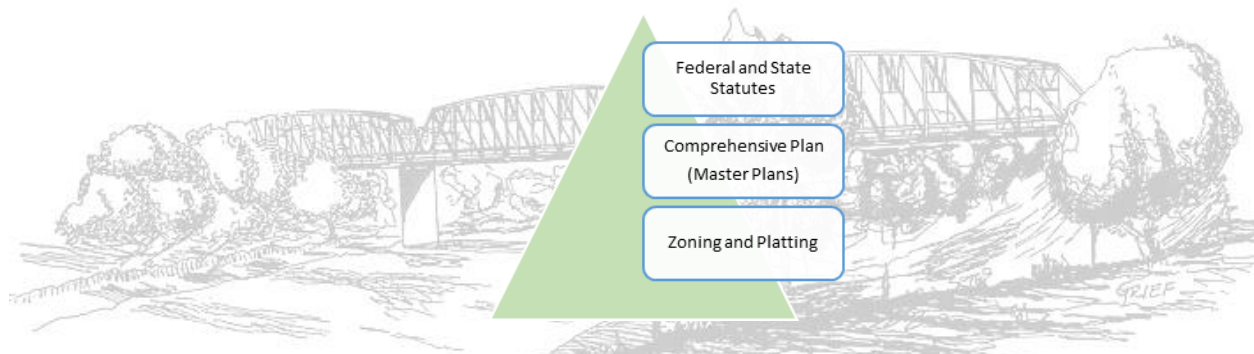 Federal and State
Statutes
Comprehensive Plan
(Master Plans)
Zoning and Platting
GRIEF